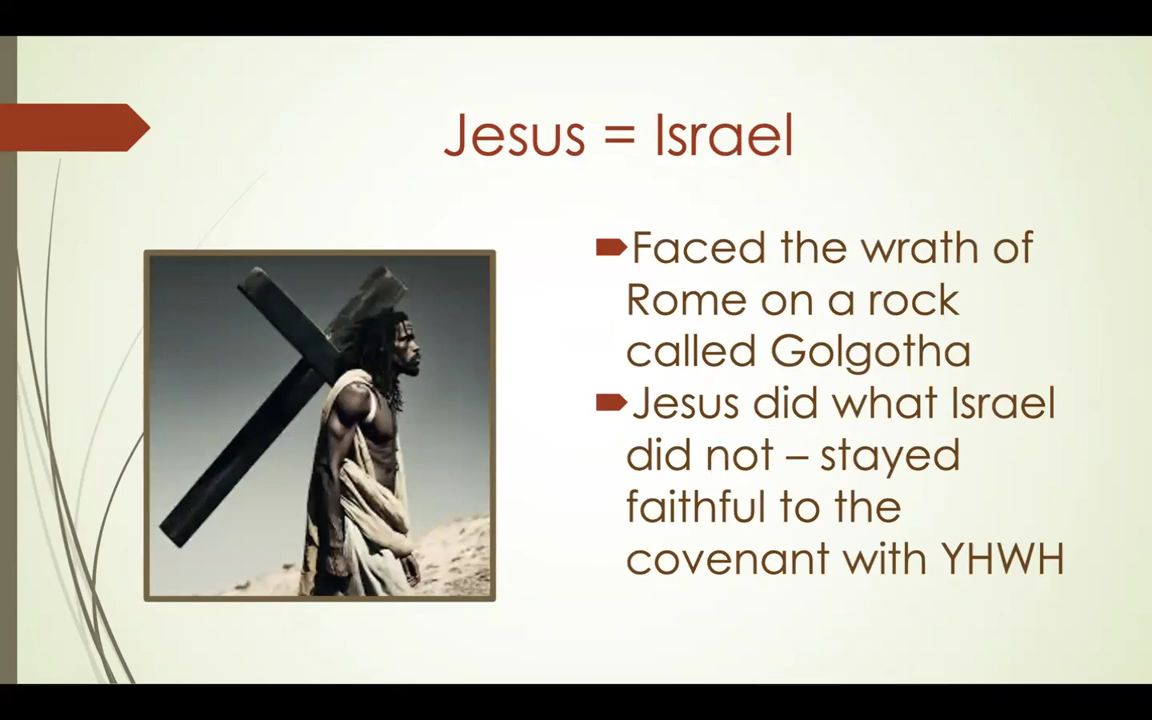 Jesus = Israel
Faced the wrath of
Rome on a rock
called Golgotha
Jesus did what Israel
did not – stayed
faithful to the
covenant with YHWH